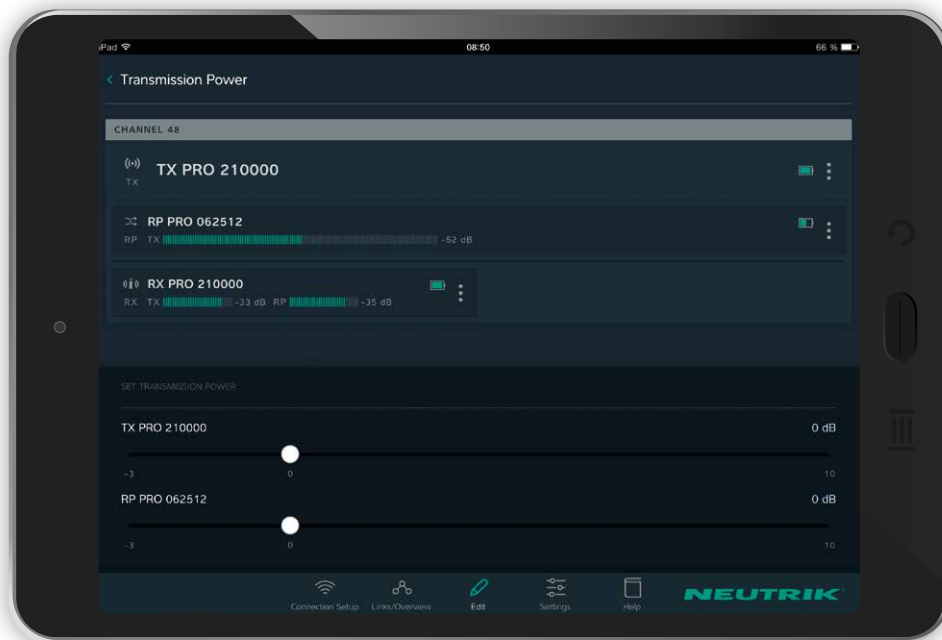 iPad 08:50 66 %
< Transmission Power
CHANNEL 48
TX PRO 210000
TX
RP PRO 062512
RP TX -52 dB
RX PRO 210000
RX TX -33 dB RP -35 dB
SET TRANSMISSION POWER
TX PRO 210000 0 dB
-3 0 10
RP PRO 062512 0 dB
-3 0 10
Connection Setup Links/Overview Edit Settings Help NEUTRIK